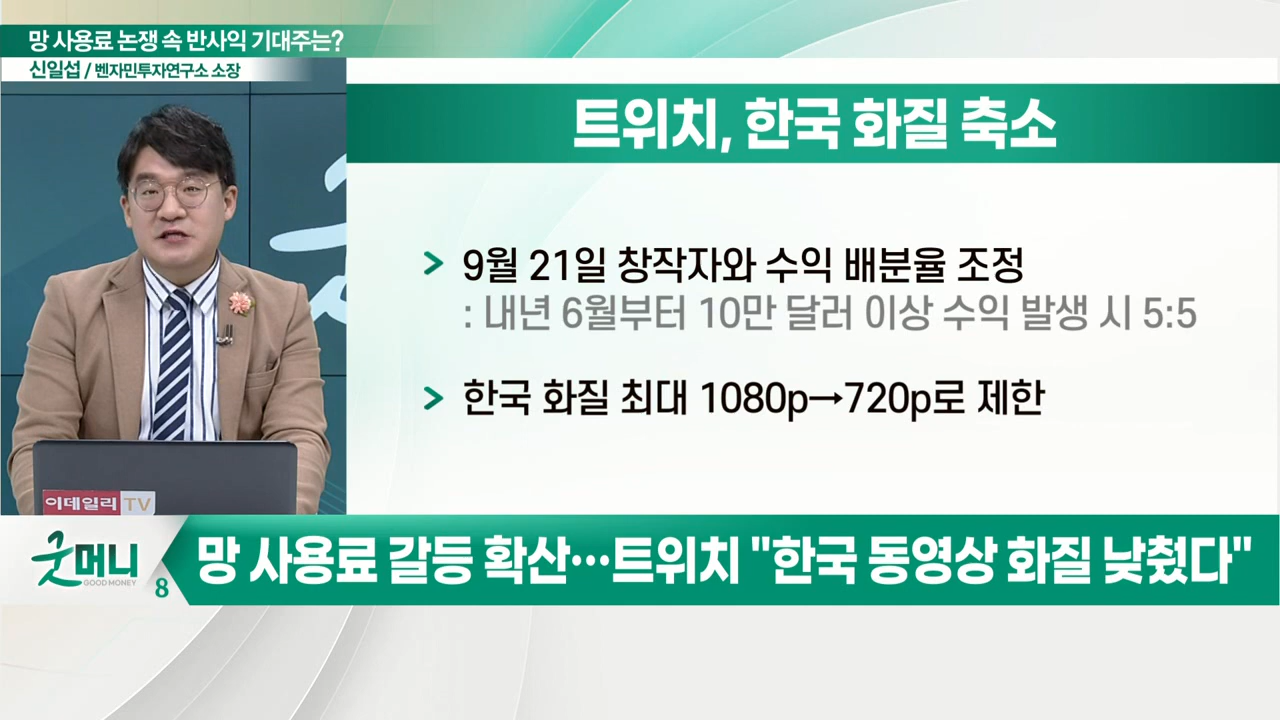 망 사용료 논쟁 속 반사익 기대주는?
신일섭 / 벤자민투자연구소 소장
트위치, 한국 화질 축소
> 9월 21일 창작자와 수익 배분율 조정
: 내년 6월부터 10만 달러 이상 수익 발생 시 5:5
> 한국 화질 최대 1080p→720p로 제한
이데일리 TV
굿머니
GOOD MONEY
8
망 사용료 갈등 확산…트위치 "한국 동영상 화질 낮췄다"